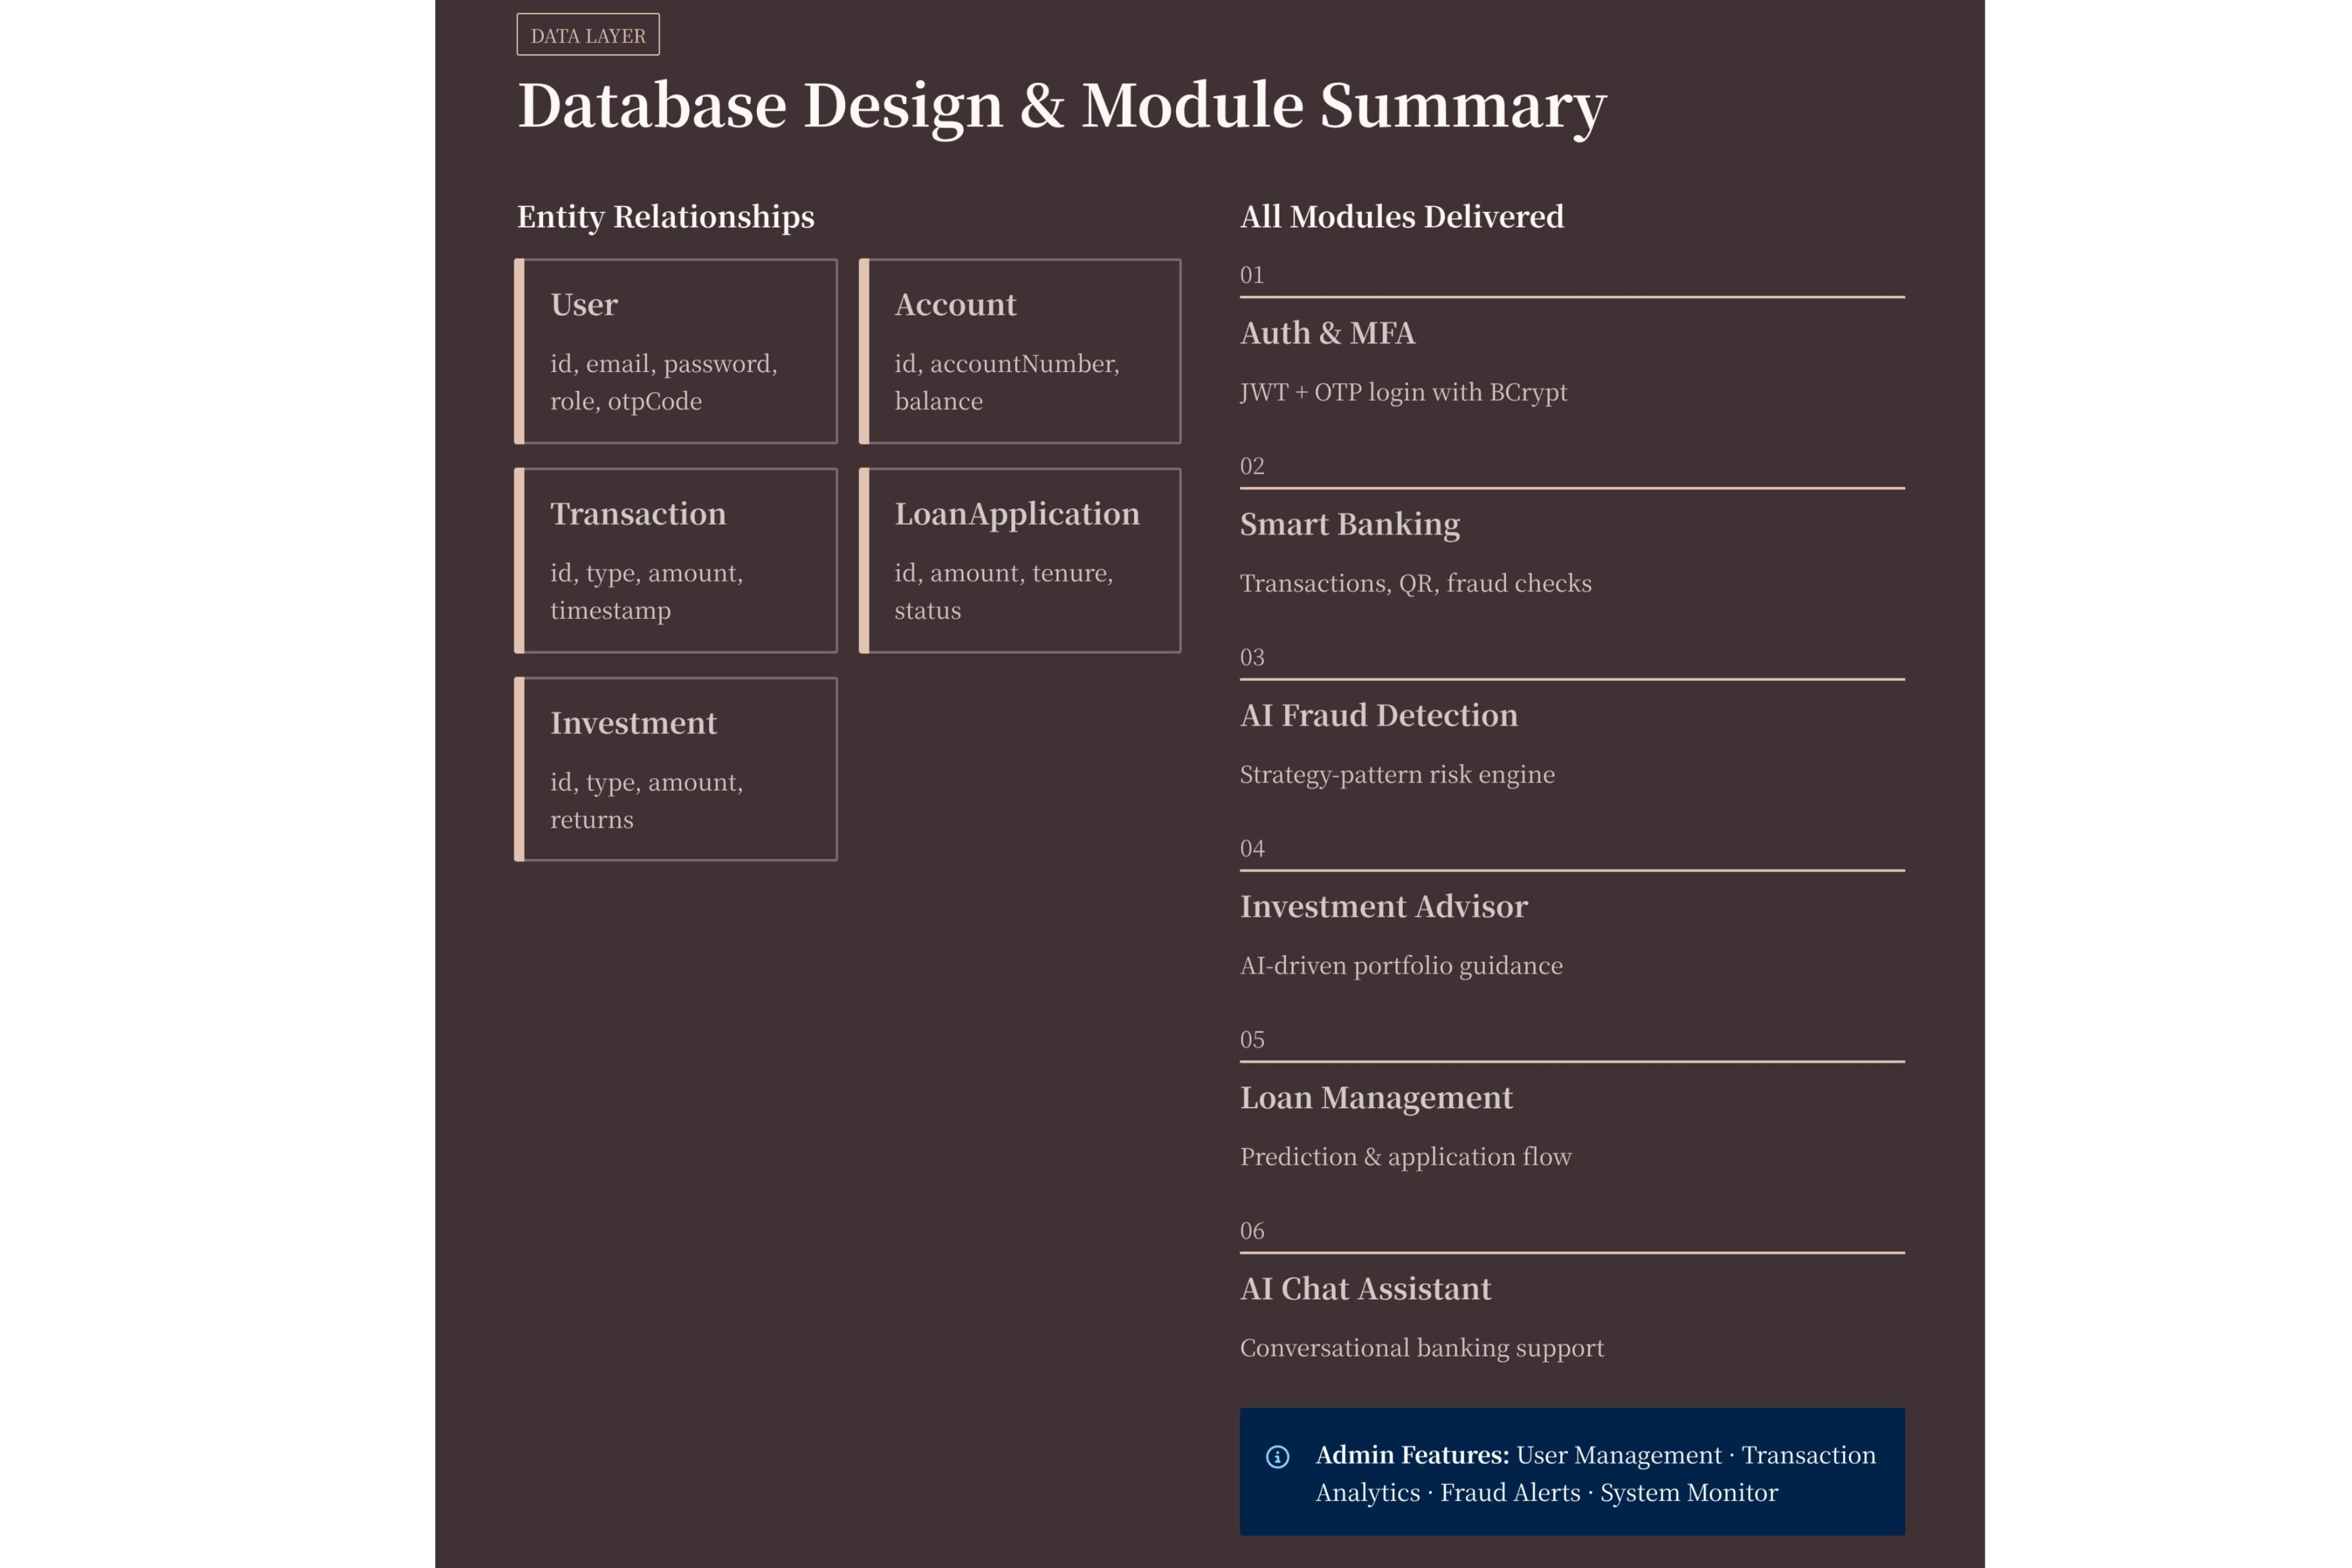 DATA LAYER
Database Design & Module Summary
Entity Relationships
User
id, email, password,
role, otpCode
Account
id, accountNumber,
balance
Transaction
id, type, amount,
timestamp
LoanApplication
id, amount, tenure,
status
Investment
id, type, amount,
returns
All Modules Delivered
01
Auth & MFA
JWT + OTP login with BCrypt
02
Smart Banking
Transactions, QR, fraud checks
03
AI Fraud Detection
Strategy-pattern risk engine
04
Investment Advisor
AI-driven portfolio guidance
05
Loan Management
Prediction & application flow
06
AI Chat Assistant
Conversational banking support
Admin Features: User Management · Transaction
Analytics · Fraud Alerts · System Monitor